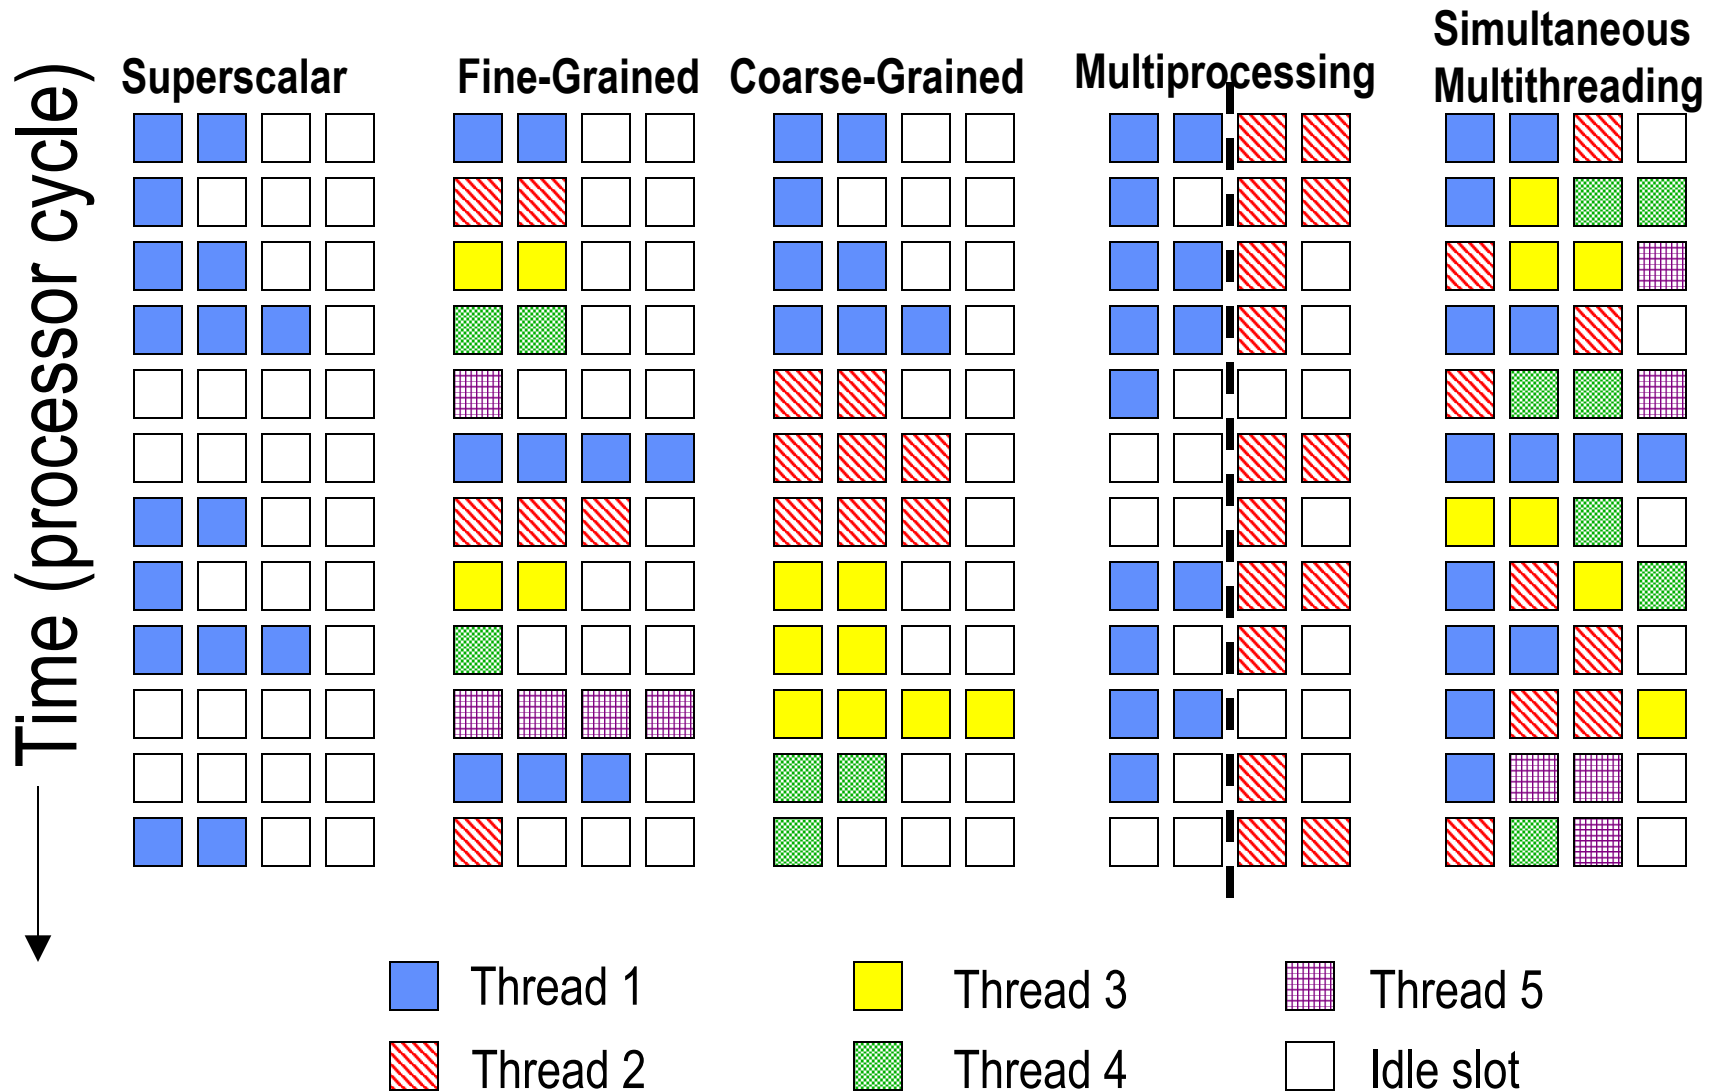 Time (processor cycle)
Superscalar
Fine-Grained
Coarse-Grained
Multiprocessing
Simultaneous
Multithreading
Thread 1
Thread 3
Thread 5
Thread 2
Thread 4
Idle slot